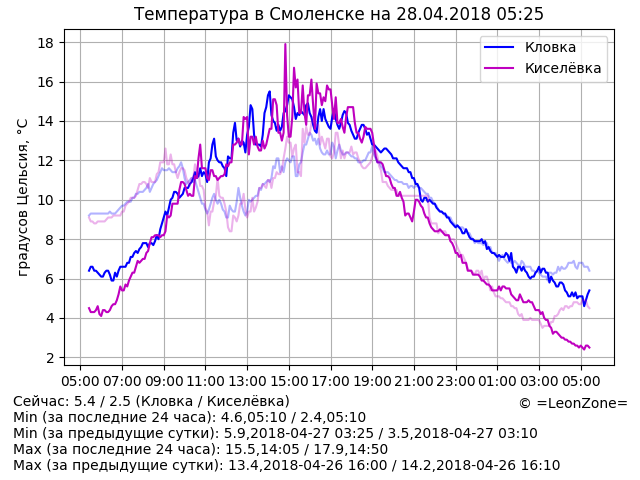 Температура в Смоленске на 28.04.2018 05:25
Кловка
Киселёвка
градусов Цельсия, °C
18
16
14
12
10
8
6
4
2
05:00 07:00 09:00 11:00 13:00 15:00 17:00 19:00 21:00 23:00 01:00 03:00 05:00
Сейчас: 5.4 / 2.5 (Кловка / Киселёвка)
© =LeonZone=
Min (за последние 24 часа): 4.6,05:10 / 2.4,05:10
Min (за предыдущие сутки): 5.9,2018-04-27 03:25 / 3.5,2018-04-27 03:10
Max (за последние 24 часа): 15.5,14:05 / 17.9,14:50
Max (за предыдущие сутки): 13.4,2018-04-26 16:00 / 14.2,2018-04-26 16:10